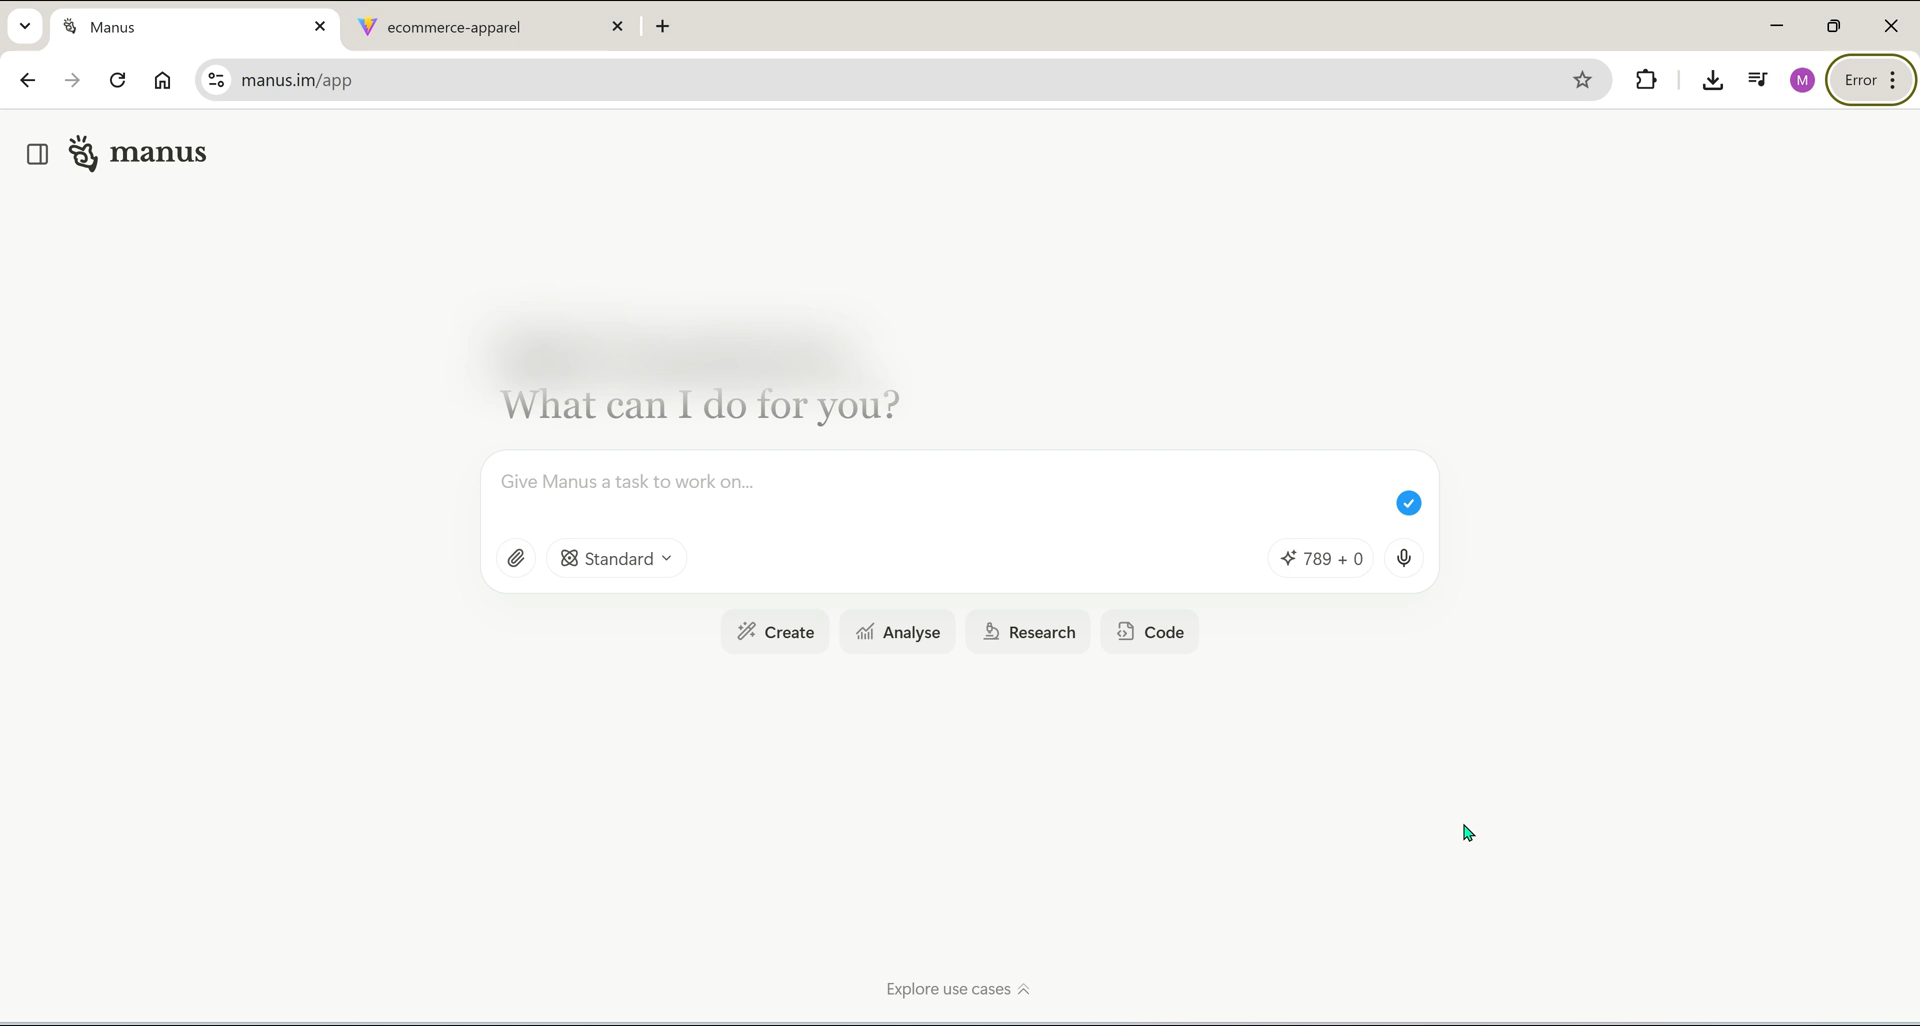 Manus
ecommerce-apparel
manus.im/app
M
Error
manus
What can I do for you?
Give Manus a task to work on...
Standard
789 + 0
Create
Analyse
Research
Code
Explore use cases